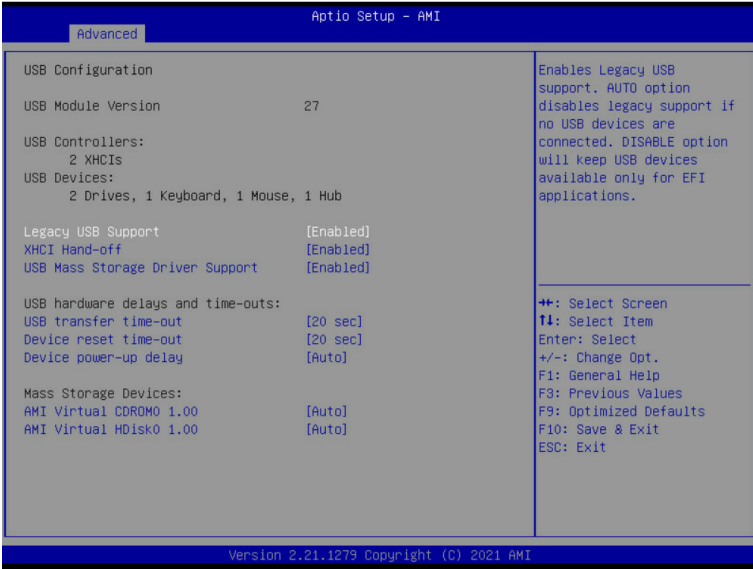 Aptio Setup – AMI
Advanced
USB Configuration
USB Module Version 27
USB Controllers:
2 XHCIs
USB Devices:
2 Drives, 1 Keyboard, 1 Mouse, 1 Hub
Legacy USB Support [Enabled]
XHCI Hand-off [Enabled]
USB Mass Storage Driver Support [Enabled]
USB hardware delays and time-outs:
USB transfer time-out [20 sec]
Device reset time-out [20 sec]
Device power-up delay [Auto]
Mass Storage Devices:
AMI Virtual CDROM0 1.00 [Auto]
AMI Virtual HDisk0 1.00 [Auto]
Enables Legacy USB
support. AUTO option
disables legacy support if
no USB devices are
connected. DISABLE option
will keep USB devices
available only for EFI
applications.
→←: Select Screen
↑↓: Select Item
Enter: Select
+/-: Change Opt.
F1: General Help
F3: Previous Values
F9: Optimized Defaults
F10: Save & Exit
ESC: Exit
Version 2.21.1279 Copyright (C) 2021 AMI